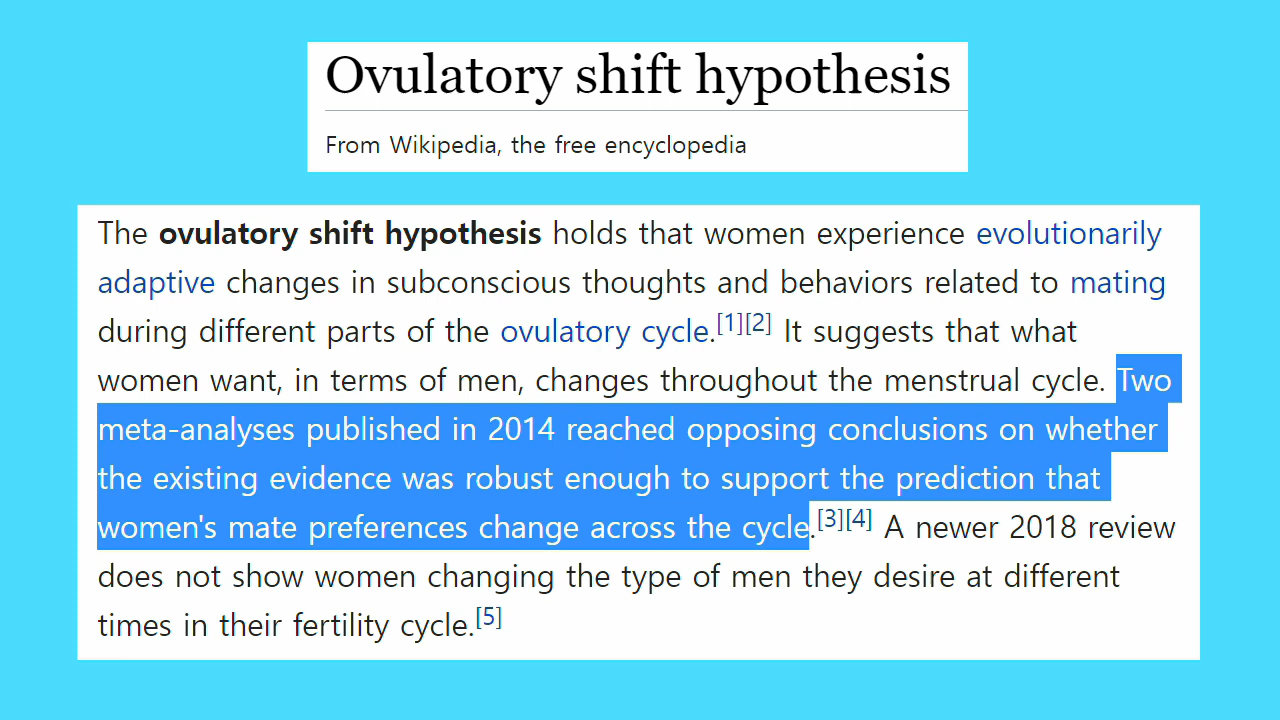 Ovulatory shift hypothesis
From Wikipedia, the free encyclopedia
The ovulatory shift hypothesis holds that women experience evolutionarily
adaptive changes in subconscious thoughts and behaviors related to mating
during different parts of the ovulatory cycle.[1][2] It suggests that what
women want, in terms of men, changes throughout the menstrual cycle. Two
meta-analyses published in 2014 reached opposing conclusions on whether
the existing evidence was robust enough to support the prediction that
women's mate preferences change across the cycle.[3][4] A newer 2018 review
does not show women changing the type of men they desire at different
times in their fertility cycle.[5]